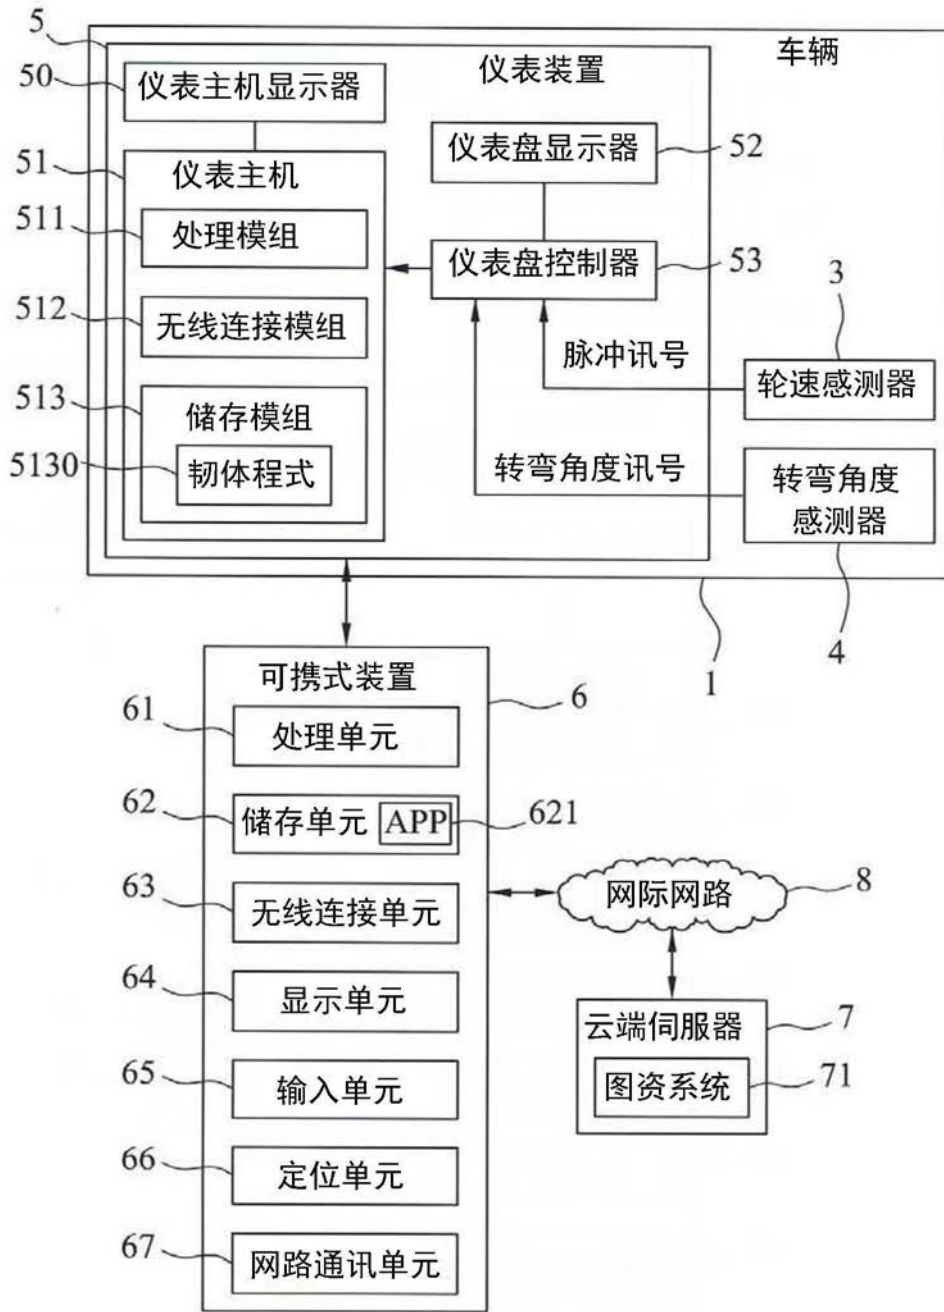 5
车辆
50
仪表主机显示器
仪表装置
51
仪表主机
仪表盘显示器
52
511
处理模组
仪表盘控制器
53
512
无线连接模组
脉冲讯号
3
轮速感测器
513
储存模组
5130
韧体程式
转弯角度讯号
转弯角度
感测器
4
1
可携式装置
6
61
处理单元
62
储存单元
APP
621
63
无线连接单元
网际网路
8
64
显示单元
云端伺服器
7
65
输入单元
图资系统
71
66
定位单元
67
网路通讯单元